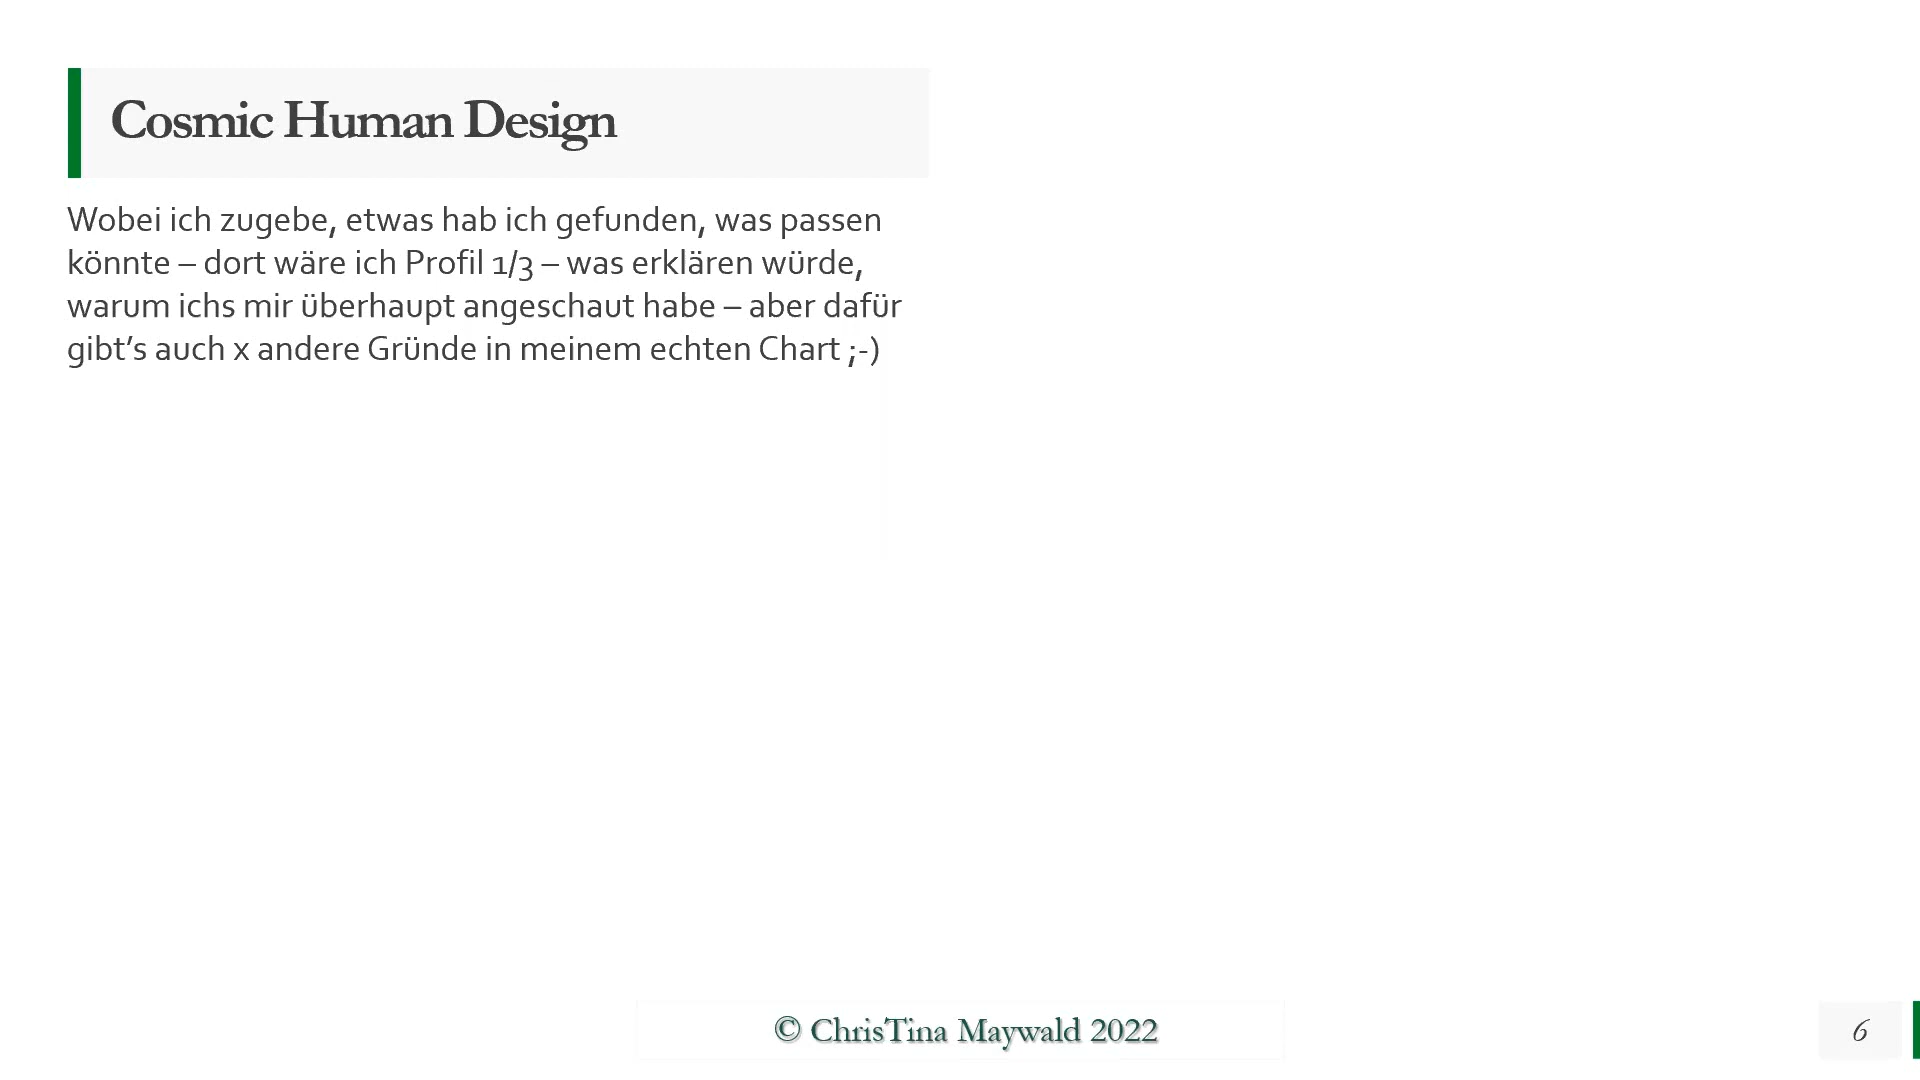 Cosmic Human Design
Wobei ich zugebe, etwas hab ich gefunden, was passen
könnte – dort wäre ich Profil 1/3 – was erklären würde,
warum ichs mir überhaupt angeschaut habe – aber dafür
gibt’s auch x andere Gründe in meinem echten Chart ;-)
© ChrisTina Maywald 2022
6